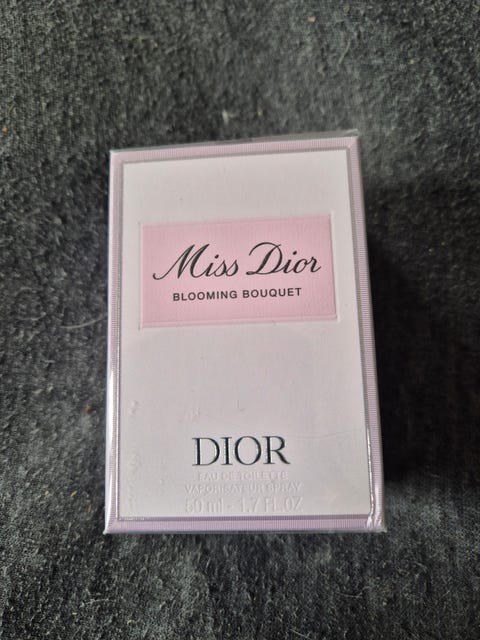 Miss Dior
BLOOMING BOUQUET
DIOR
EAU DE TOILETTE
VAPORISATEUR SPRAY
50 ml - 1.7 FL.OZ